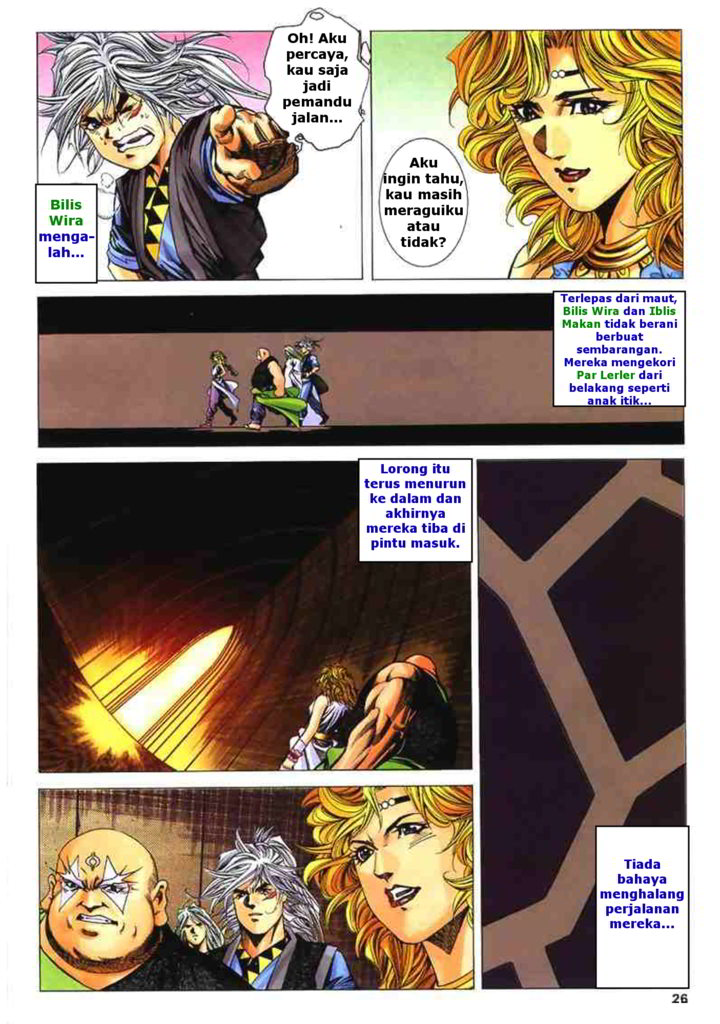 Oh! Aku
percaya,
kau saja
jadi
pemandu
jalan...
Bilis
Wira
menga-
lah...
Aku
ingin tahu,
kau masih
meraguiku
atau
tidak?
Terlepas dari maut,
Bilis Wira dan Iblis
Makan tidak berani
berbuat
sembarangan.
Mereka mengekori
Par Lerler dari
belakang seperti
anak itik...
Lorong itu
terus menurun
ke dalam dan
akhirnya
mereka tiba di
pintu masuk.
Tiada
bahaya
menghalang
perjalanan
mereka...
26